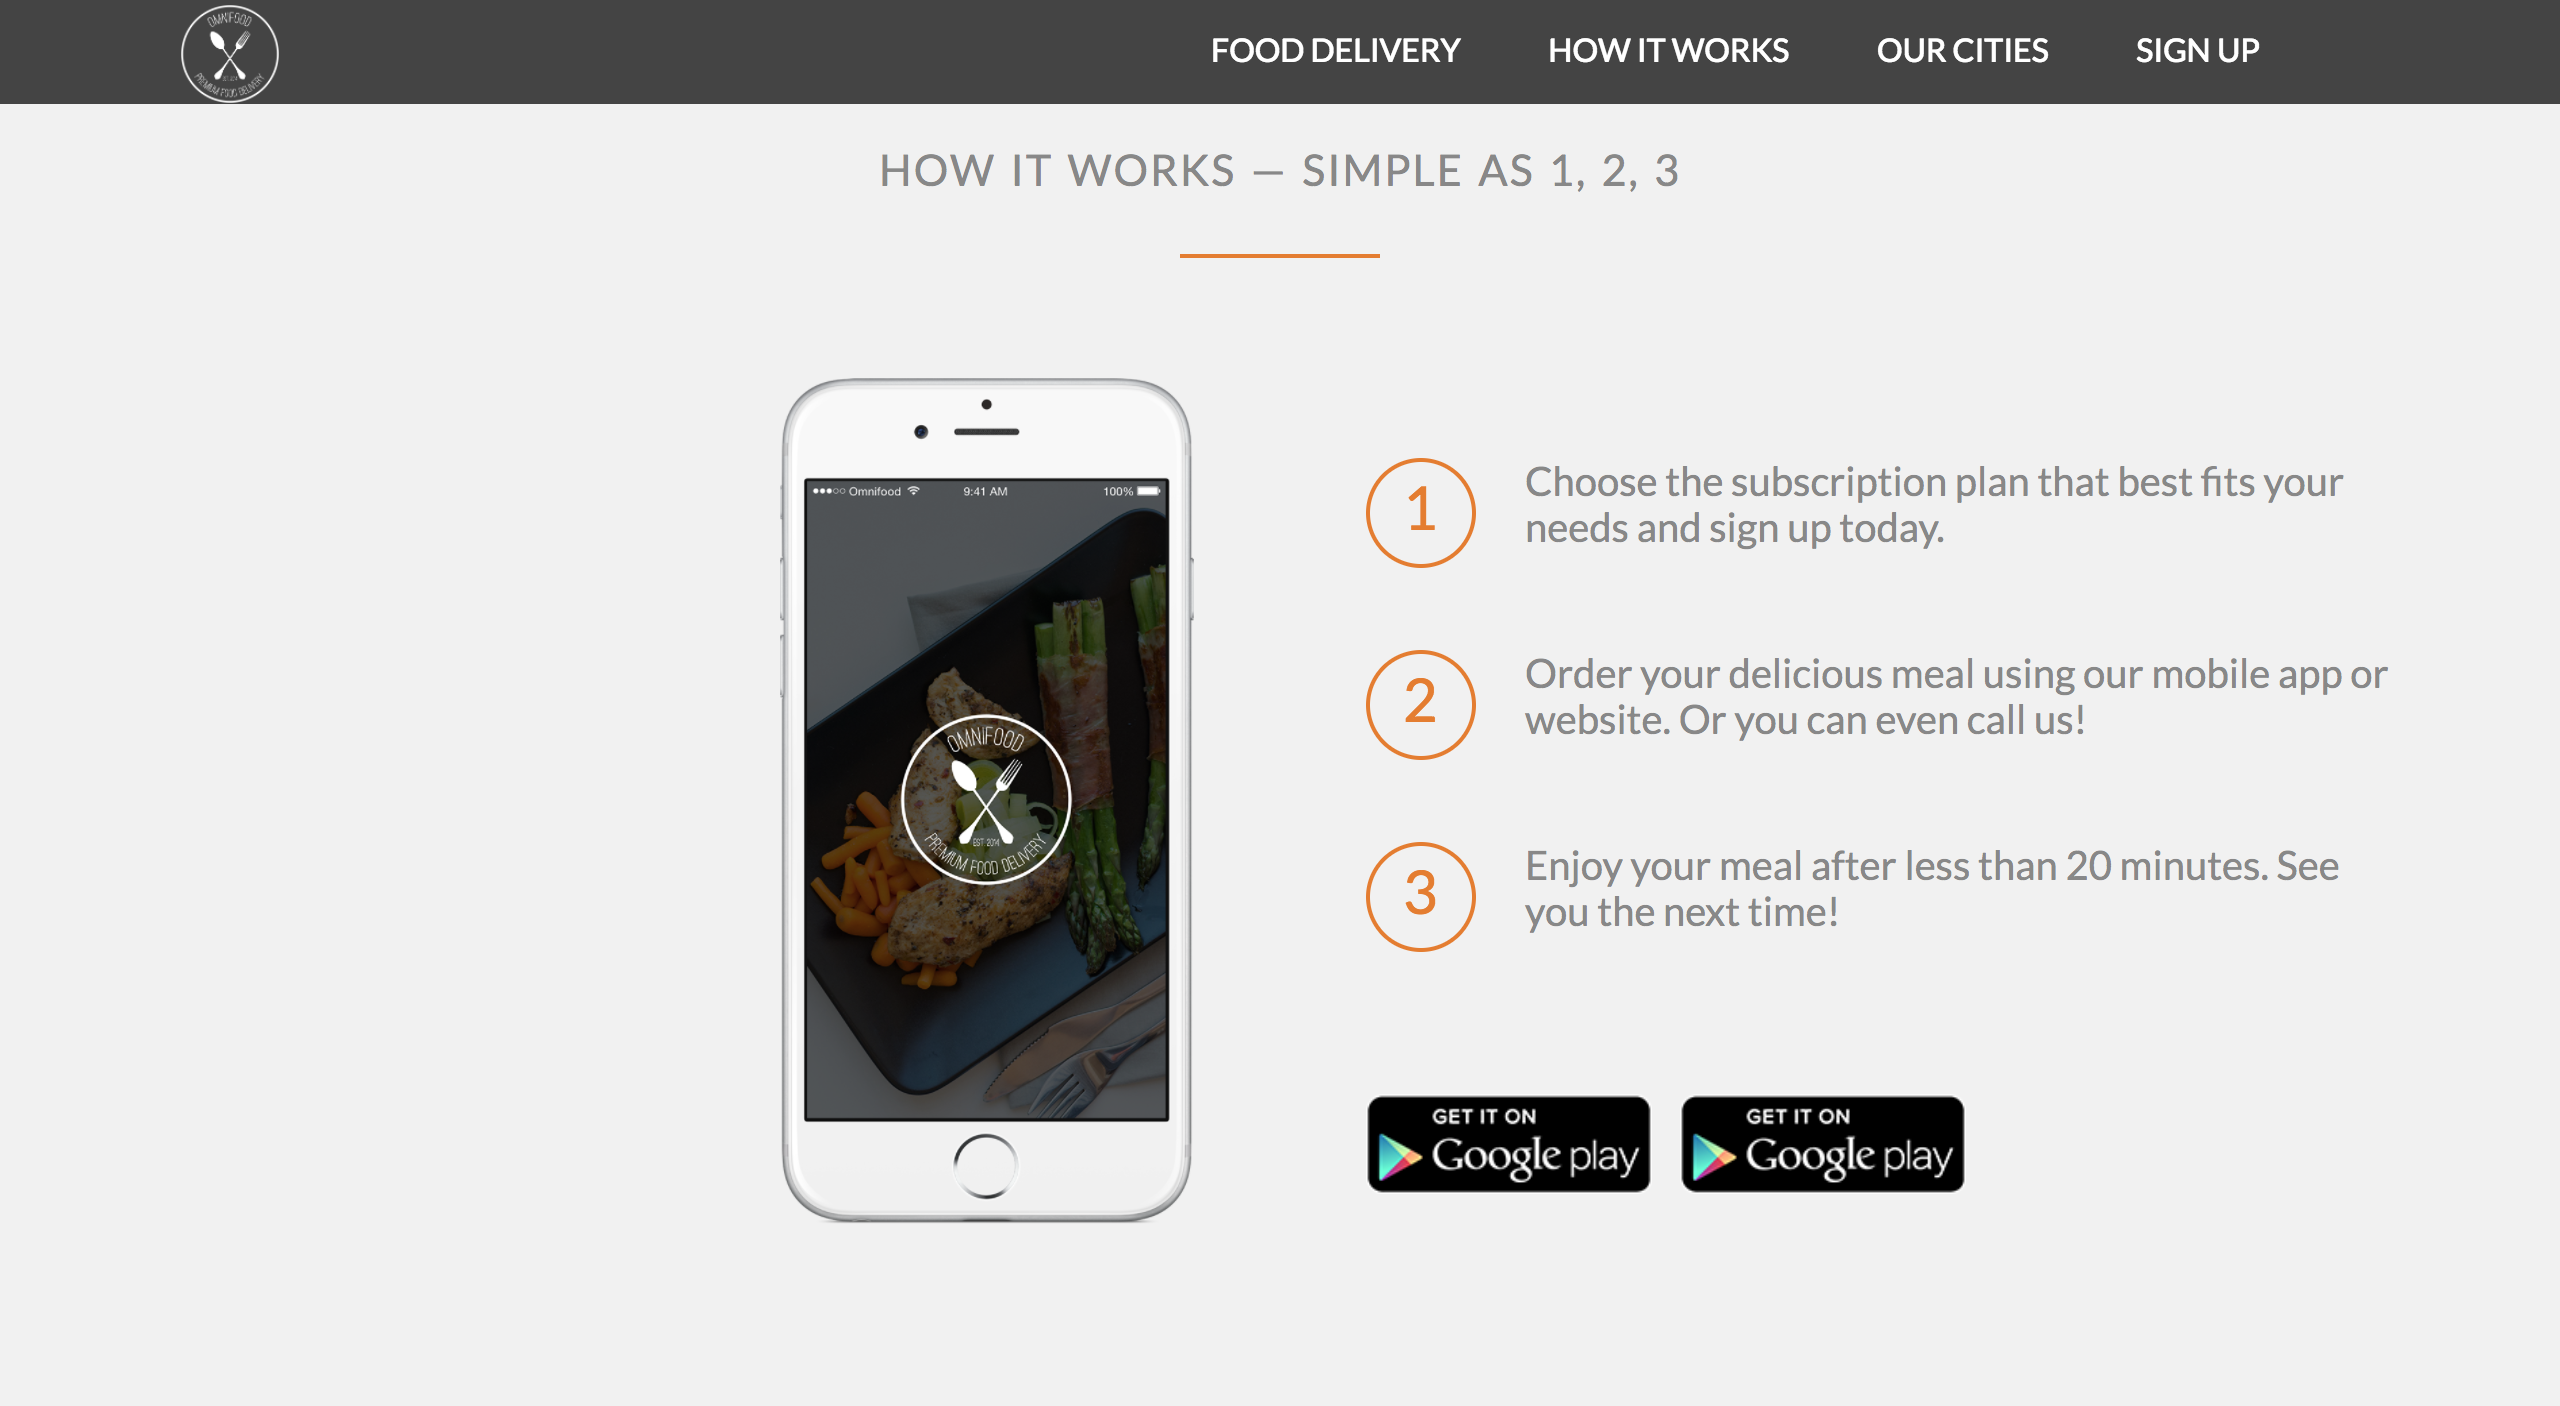 OMNIFOOD
EST 2014
PREMIUM FOOD DELIVERY
FOOD DELIVERY
HOW IT WORKS
OUR CITIES
SIGN UP
HOW IT WORKS — SIMPLE AS 1, 2, 3
Omnifood 9:41 AM 100%
OMNIFOOD
EST 2014
PREMIUM FOOD DELIVERY
1
Choose the subscription plan that best fits your
needs and sign up today.
2
Order your delicious meal using our mobile app or
website. Or you can even call us!
3
Enjoy your meal after less than 20 minutes. See
you the next time!
GET IT ON
Google play
GET IT ON
Google play